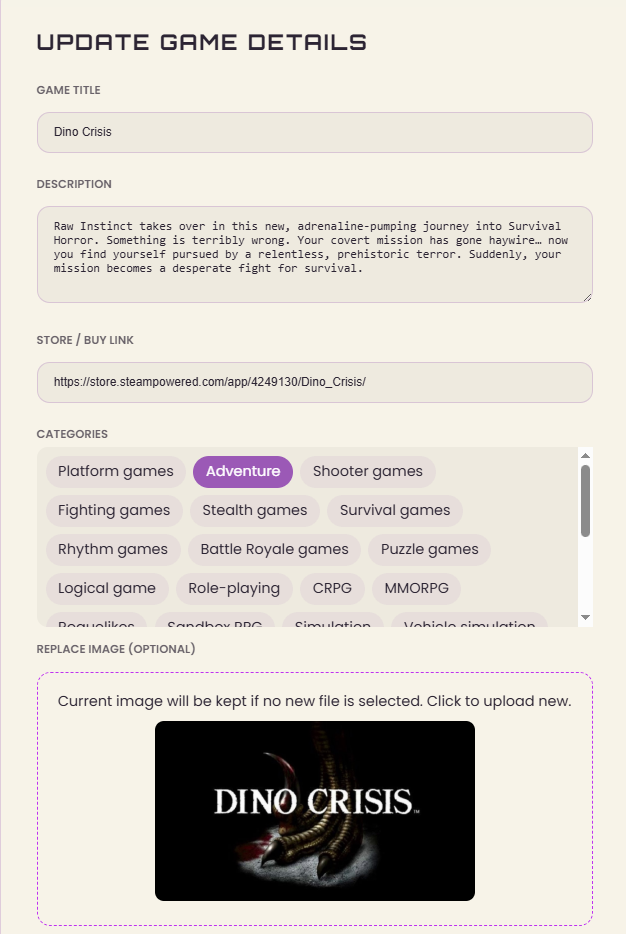 UPDATE GAME DETAILS
GAME TITLE
Dino Crisis
DESCRIPTION
Raw Instinct takes over in this new, adrenaline-pumping journey into Survival
Horror. Something is terribly wrong. Your covert mission has gone haywire… now
you find yourself pursued by a relentless, prehistoric terror. Suddenly, your
mission becomes a desperate fight for survival.
STORE / BUY LINK
https://store.steampowered.com/app/4249130/Dino_Crisis/
CATEGORIES
Platform games Adventure Shooter games
Fighting games Stealth games Survival games
Rhythm games Battle Royale games Puzzle games
Logical game Role-playing CRPG MMORPG
Roguelikes Sandbox RPG Simulation Vehicle simulation
REPLACE IMAGE (OPTIONAL)
Current image will be kept if no new file is selected. Click to upload new.
DINO CRISIS™